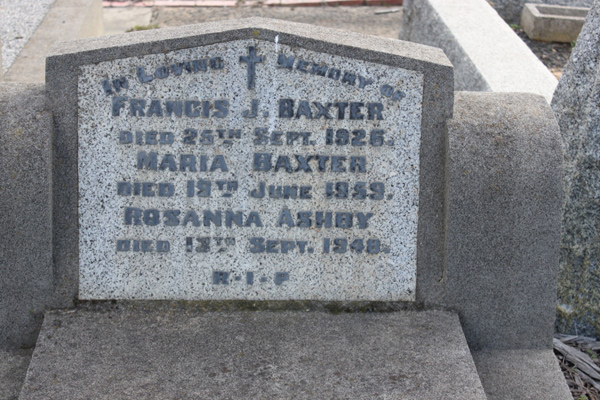 In Loving Memory of
Francis J. Baxter
Died 25th Sept. 1926.
Maria Baxter
Died 19th June 1959.
Rosanna Ashby
Died 13th Sept. 1948.
R·I·P